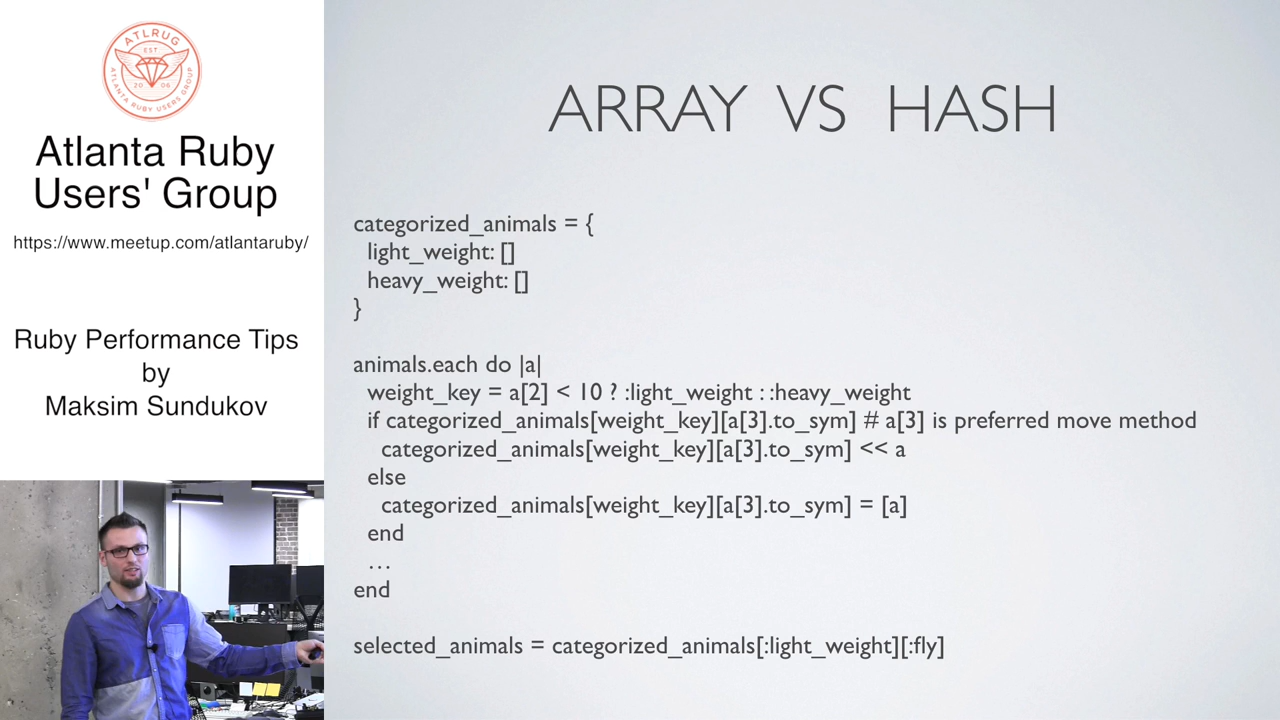 ATLRUG
EST
20 06
ATLANTA RUBY USERS GROUP
Atlanta Ruby
Users' Group
https://www.meetup.com/atlantaruby/
Ruby Performance Tips
by
Maksim Sundukov
ARRAY VS HASH
categorized_animals = {
light_weight: []
heavy_weight: []
}
animals.each do |a|
weight_key = a[2] < 10 ? :light_weight : :heavy_weight
if categorized_animals[weight_key][a[3].to_sym] # a[3] is preferred move method
categorized_animals[weight_key][a[3].to_sym] << a
else
categorized_animals[weight_key][a[3].to_sym] = [a]
end
…
end
selected_animals = categorized_animals[:light_weight][:fly]